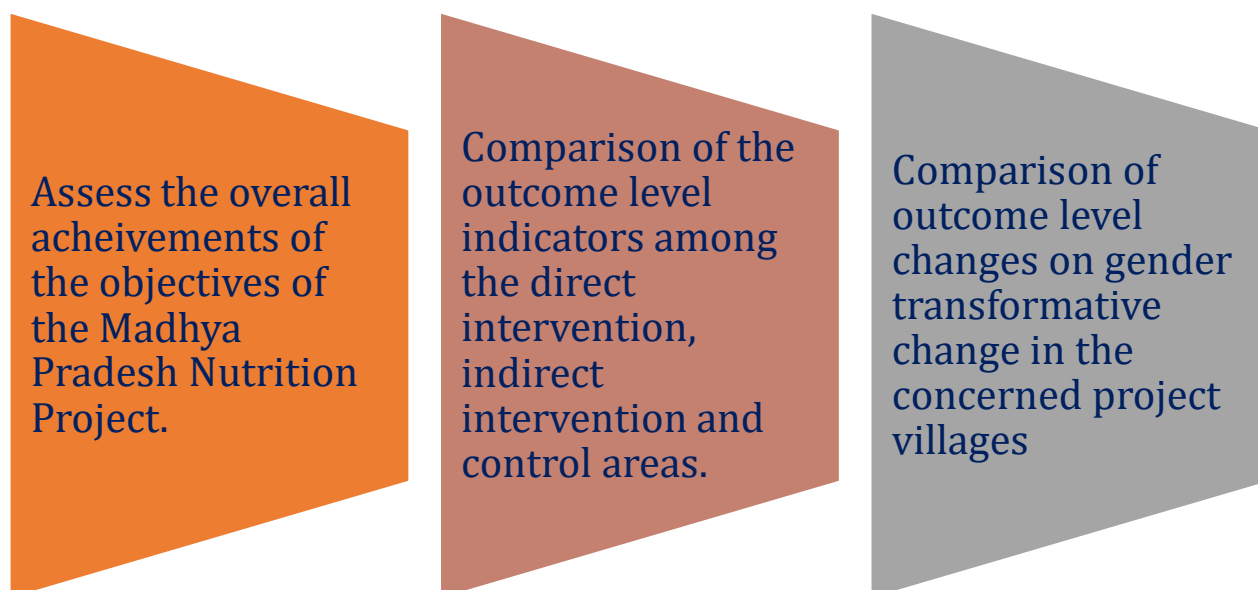 Assess the overall
acheivements of
the objectives of
the Madhya
Pradesh Nutrition
Project.
Comparison of the
outcome level
indicators among
the direct
intervention,
indirect
intervention and
control areas.
Comparison of
outcome level
changes on gender
transformative
change in the
concerned project
villages